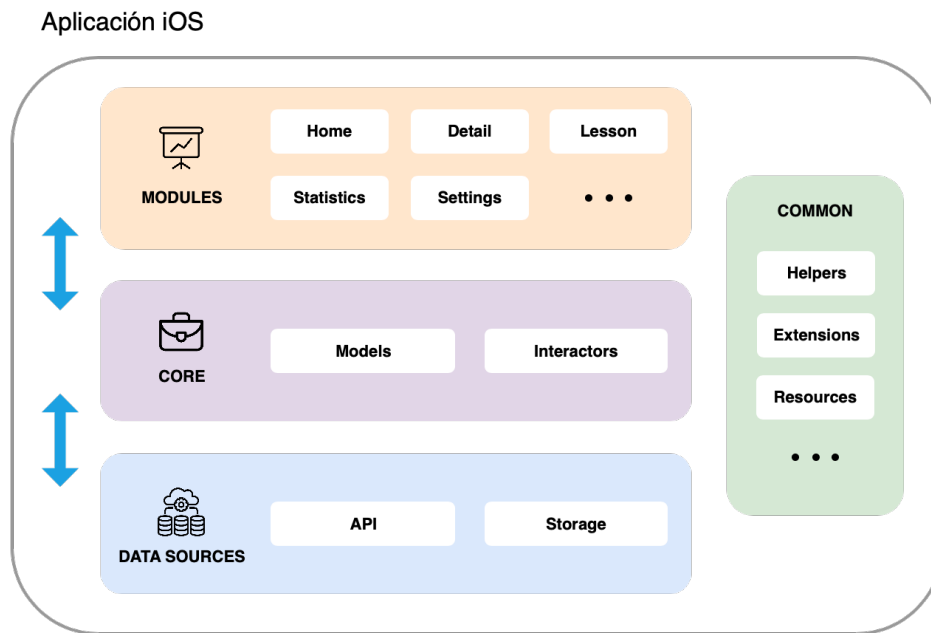 Aplicación iOS
Home
Detail
Lesson
MODULES
Statistics
Settings
• • •
COMMON
Helpers
Extensions
Resources
• • •
CORE
Models
Interactors
DATA SOURCES
API
Storage